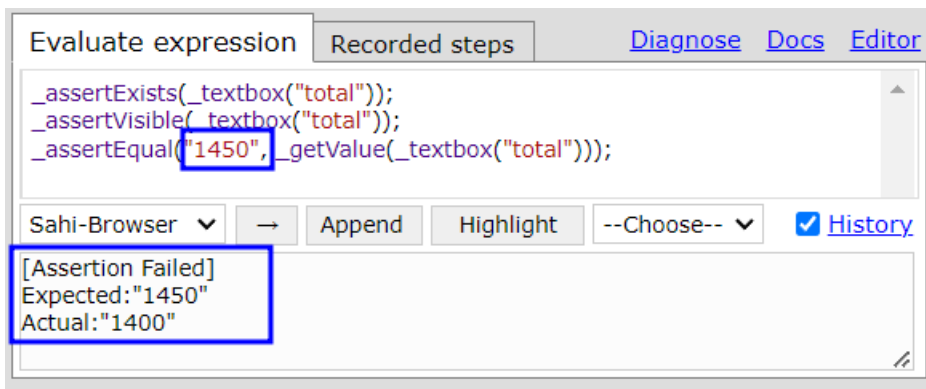 Evaluate expression Recorded steps Diagnose Docs Editor
_assertExists(_textbox("total"));
_assertVisible(_textbox("total"));
_assertEqual("1450", _getValue(_textbox("total")));
Sahi-Browser → Append Highlight --Choose-- History
[Assertion Failed]
Expected:"1450"
Actual:"1400"